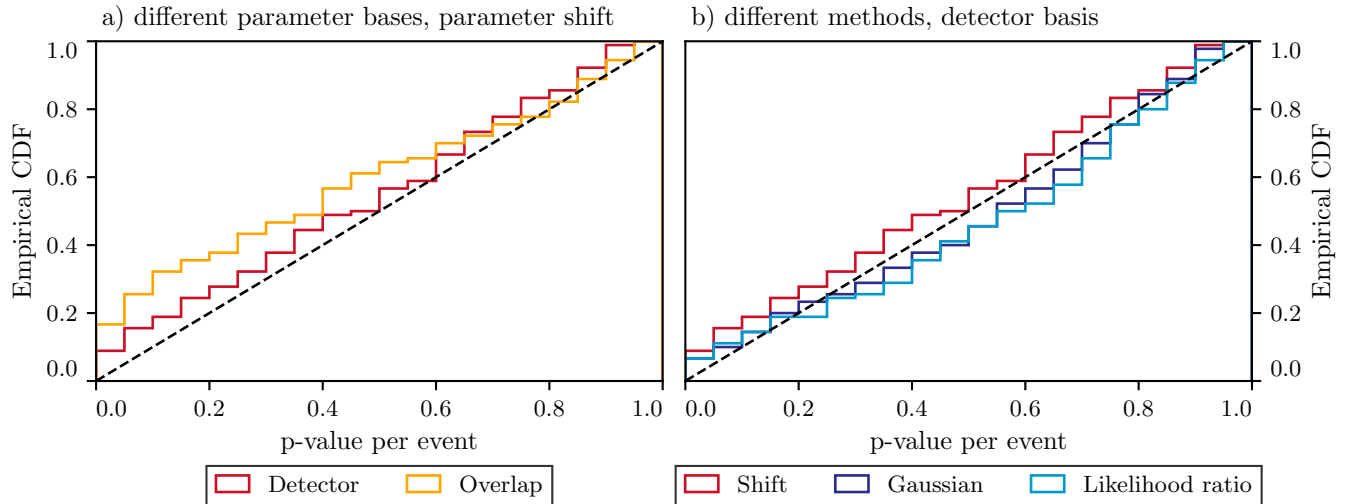 a) different parameter bases, parameter shift
b) different methods, detector basis
1.0
0.8
0.6
0.4
0.2
0.0
Empirical CDF
0.0 0.2 0.4 0.6 0.8 1.0
p-value per event
0.0 0.2 0.4 0.6 0.8 1.0
p-value per event
1.0
0.8
0.6
0.4
0.2
0.0
Empirical CDF
Detector Overlap
Shift Gaussian Likelihood ratio